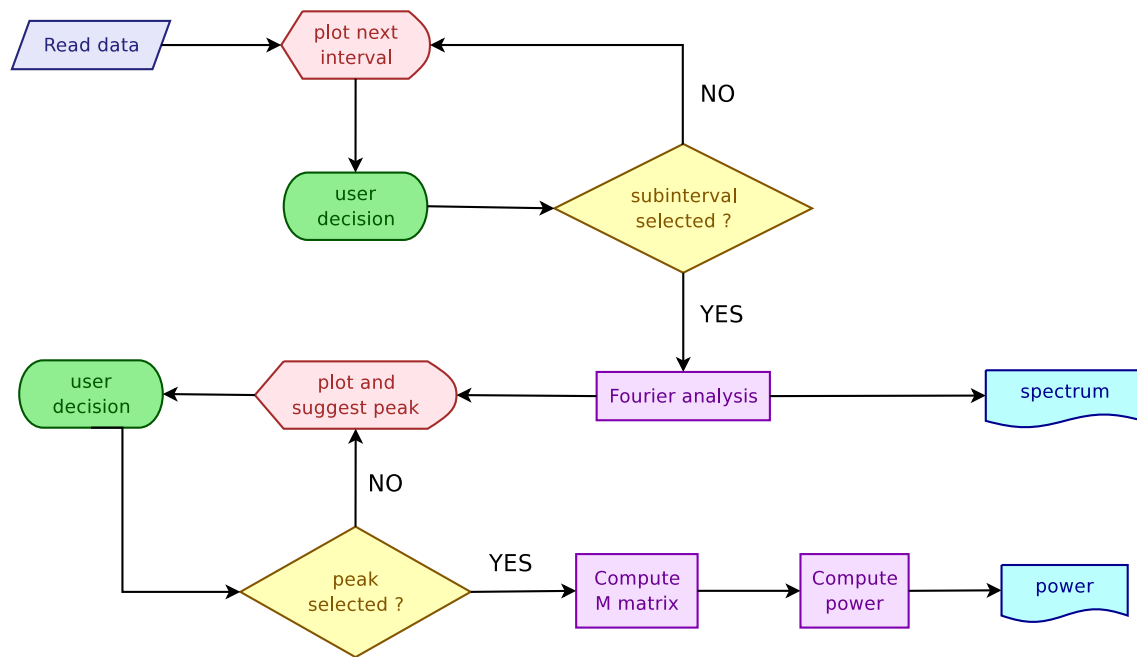 Read data
plot next
interval
NO
user
decision
subinterval
selected ?
YES
user
decision
plot and
suggest peak
Fourier analysis
spectrum
NO
peak
selected ?
YES
Compute
M matrix
Compute
power
power